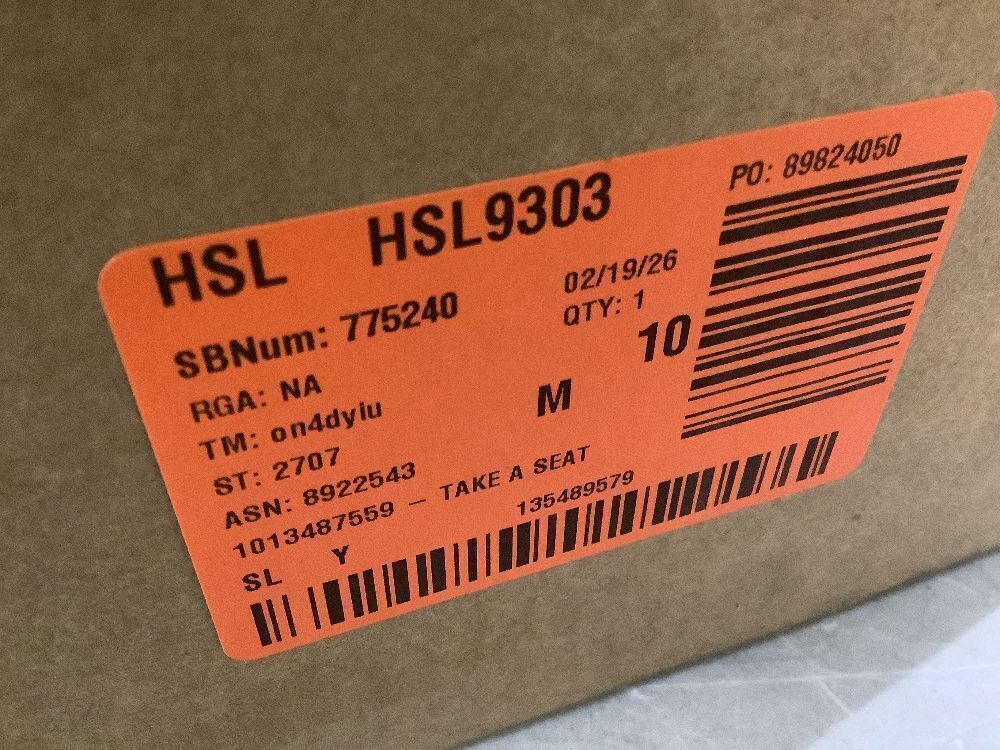 HSL HSL9303
PO: 89824050
SBNum: 775240
02/19/26
RGA: NA
QTY: 1
TM: on4dyiu
10
ST: 2707
M
ASN: 8922543
1013487559 – TAKE A SEAT
SL Y
135489579